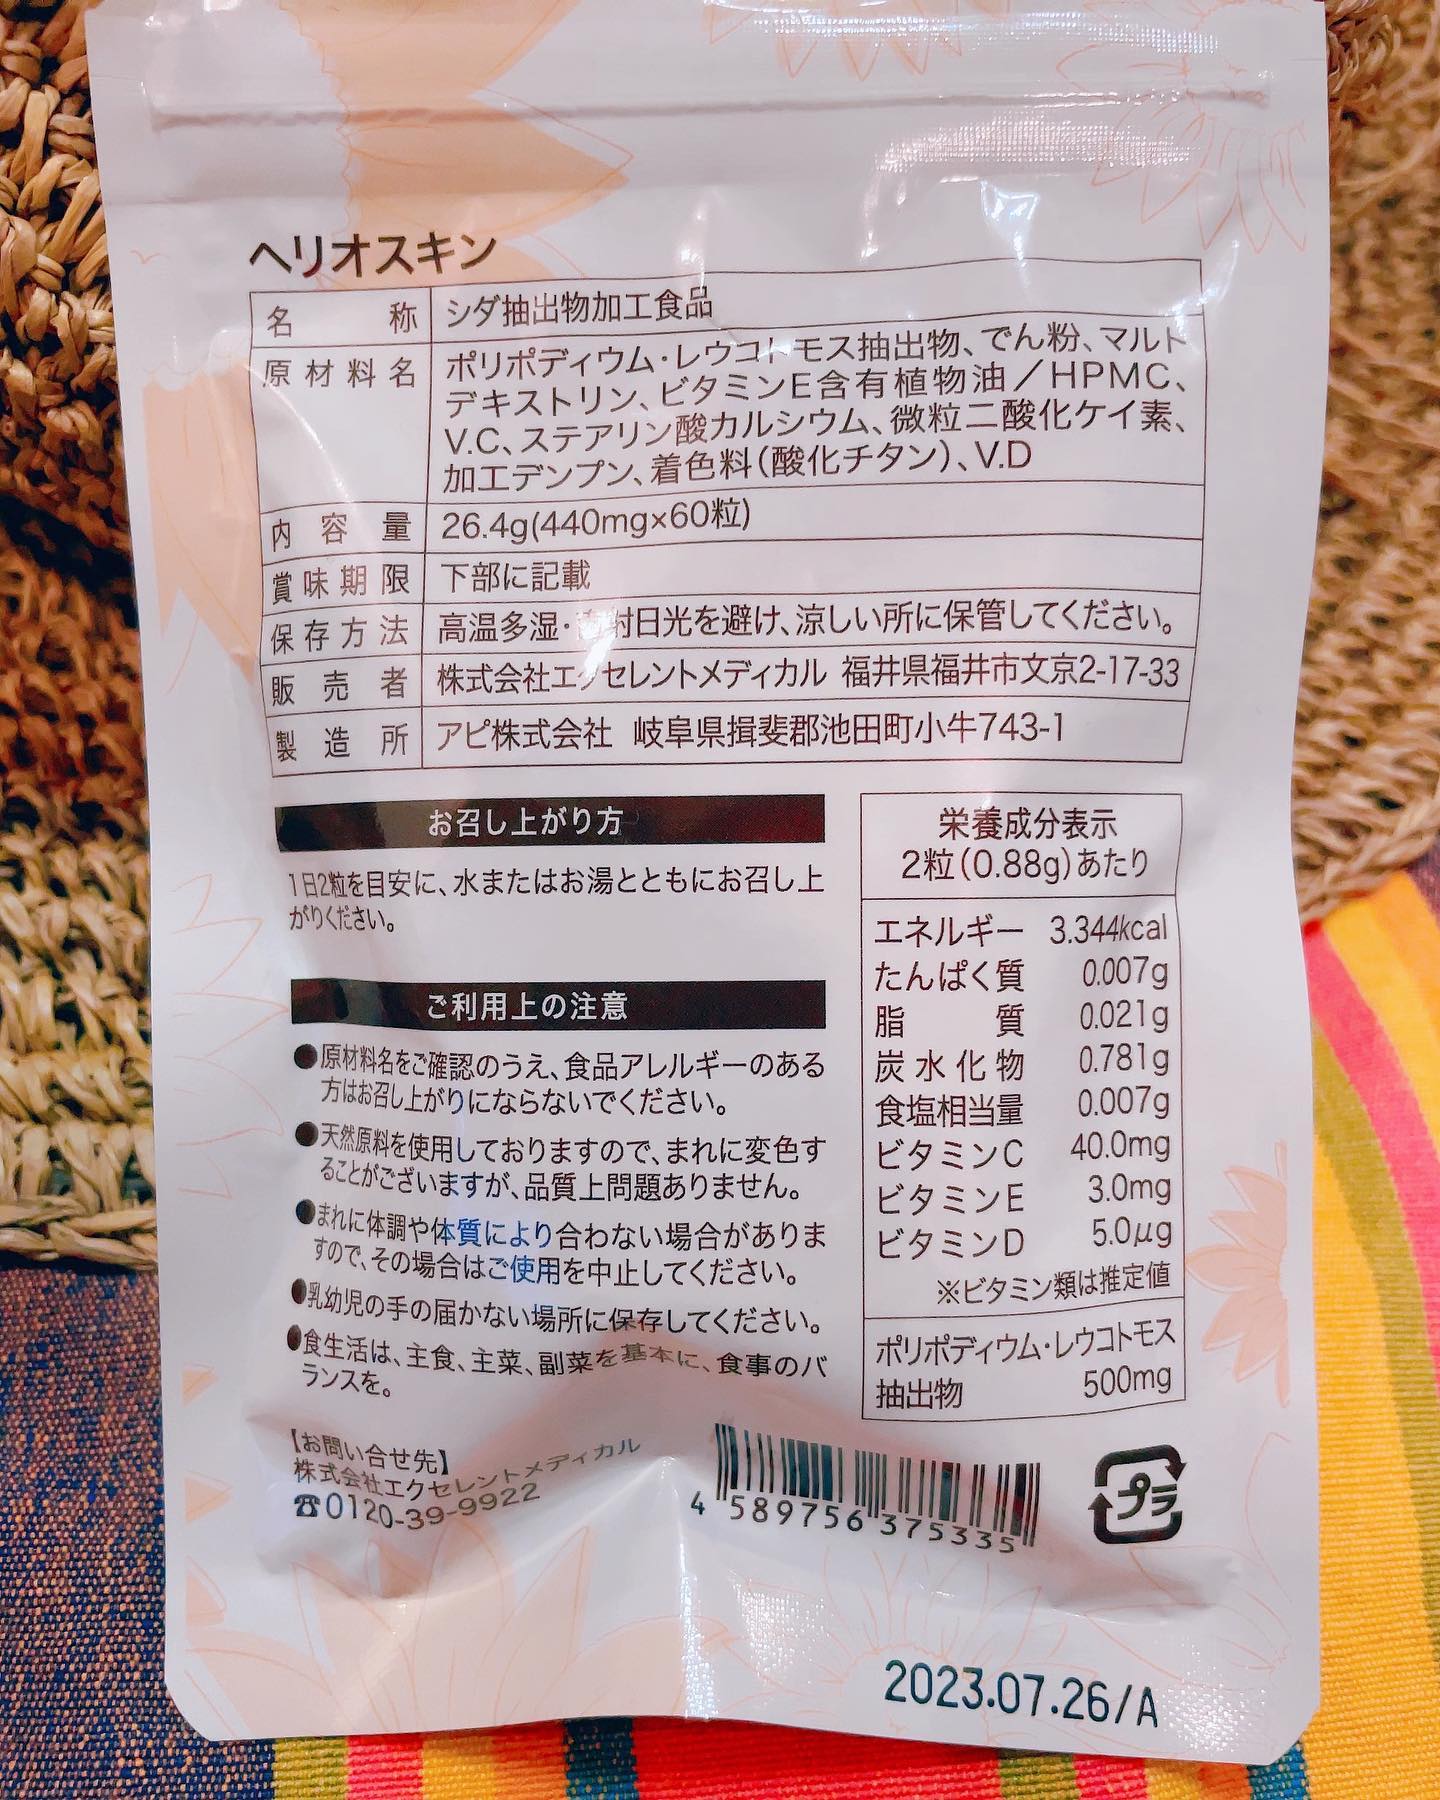 ヘリオスキン
名称 シダ抽出物加工食品
原材料名 ポリポディウム・レウコトモス抽出物、でん粉、マルト
デキストリン、ビタミンE含有植物油/HPMC、
V.C、ステアリン酸カルシウム、微粒二酸化ケイ素、
加工デンプン、着色料(酸化チタン)、V.D
内容量 26.4g(440mg×60粒)
賞味期限 下部に記載
保存方法 高温多湿・直射日光を避け、涼しい所に保管してください。
販売者 株式会社エクセレントメディカル 福井県福井市文京2-17-33
製造所 アピ株式会社 岐阜県揖斐郡池田町小牛743-1
お召し上がり方
1日2粒を目安に、水またはお湯とともにお召し上
がりください。
ご利用上の注意
●原材料名をご確認のうえ、食品アレルギーのある
方はお召し上がりにならないでください。
●天然原料を使用しておりますので、まれに変色す
ることがございますが、品質上問題ありません。
●まれに体調や体質により合わない場合がありま
すので、その場合はご使用を中止してください。
●乳幼児の手の届かない場所に保存してください。
●食生活は、主食、主菜、副菜を基本に、食事のバ
ランスを。
【お問い合せ先】
株式会社エクセレントメディカル
☎0120-39-9922
栄養成分表示
2粒(0.88g)あたり
エネルギー 3.344kcal
たんぱく質 0.007g
脂質 0.021g
炭水化物 0.781g
食塩相当量 0.007g
ビタミンC 40.0mg
ビタミンE 3.0mg
ビタミンD 5.0μg
※ビタミン類は推定値
ポリポディウム・レウコトモス
抽出物 500mg
4 589756 375335
プラ
2023.07.26/A